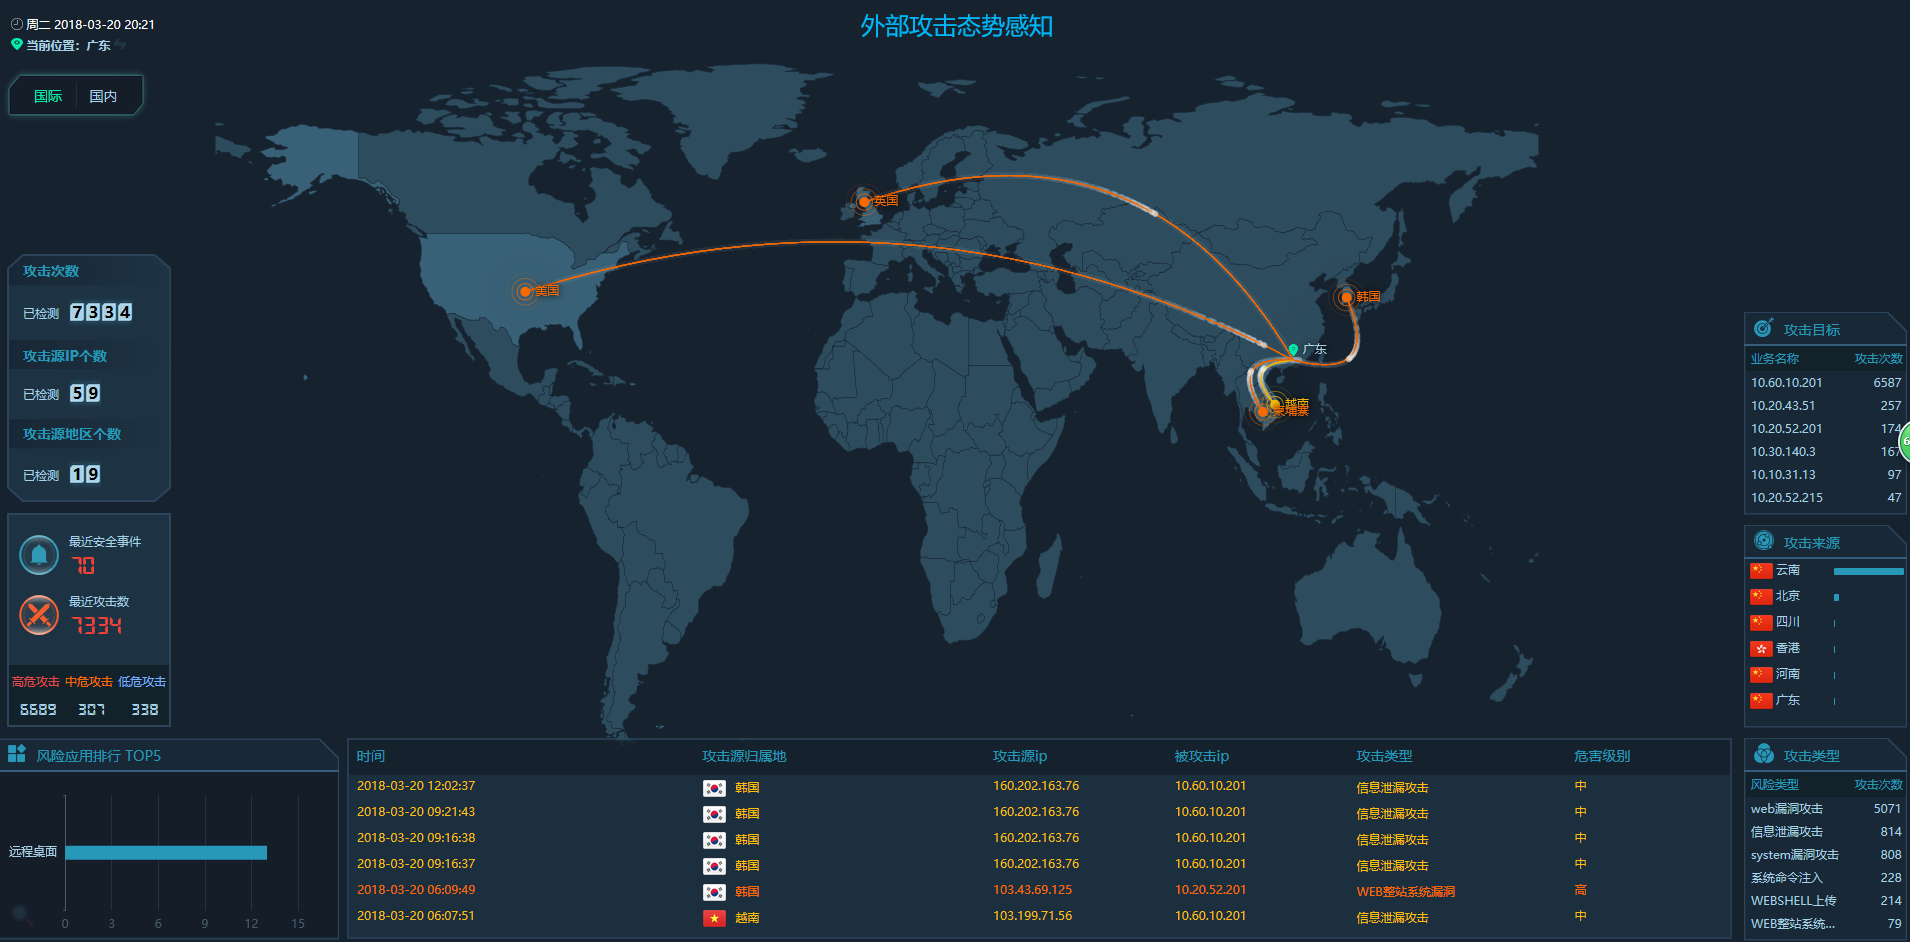 外部攻击态势感知
周二 2018-03-20 20:21
当前位置：广东
国际 国内
攻击次数
已检测 7334
攻击源IP个数
已检测 59
攻击源地区个数
已检测 19
最近安全事件
70
最近攻击数
7334
高危攻击 中危攻击 低危攻击
6689 307 338
英国
美国
韩国
广东
越南
柬埔寨
攻击目标
业务名称 攻击次数
10.60.10.201 6587
10.20.43.51 257
10.20.52.201 174
10.30.140.3 167
10.10.31.13 97
10.20.52.215 47
6
攻击来源
云南
北京
四川
香港
河南
广东
风险应用排行 TOP5
远程桌面
0 3 6 9 12 15
时间 攻击源归属地 攻击源ip 被攻击ip 攻击类型 危害级别
2018-03-20 12:02:37 韩国 160.202.163.76 10.60.10.201 信息泄漏攻击 中
2018-03-20 09:21:43 韩国 160.202.163.76 10.60.10.201 信息泄漏攻击 中
2018-03-20 09:16:38 韩国 160.202.163.76 10.60.10.201 信息泄漏攻击 中
2018-03-20 09:16:37 韩国 160.202.163.76 10.60.10.201 信息泄漏攻击 中
2018-03-20 06:09:49 韩国 103.43.69.125 10.20.52.201 WEB整站系统漏洞 高
2018-03-20 06:07:51 越南 103.199.71.56 10.60.10.201 信息泄漏攻击 中
攻击类型
风险类型 攻击次数
web漏洞攻击 5071
信息泄漏攻击 814
system漏洞攻击 808
系统命令注入 228
WEBSHELL上传 214
WEB整站系统... 79